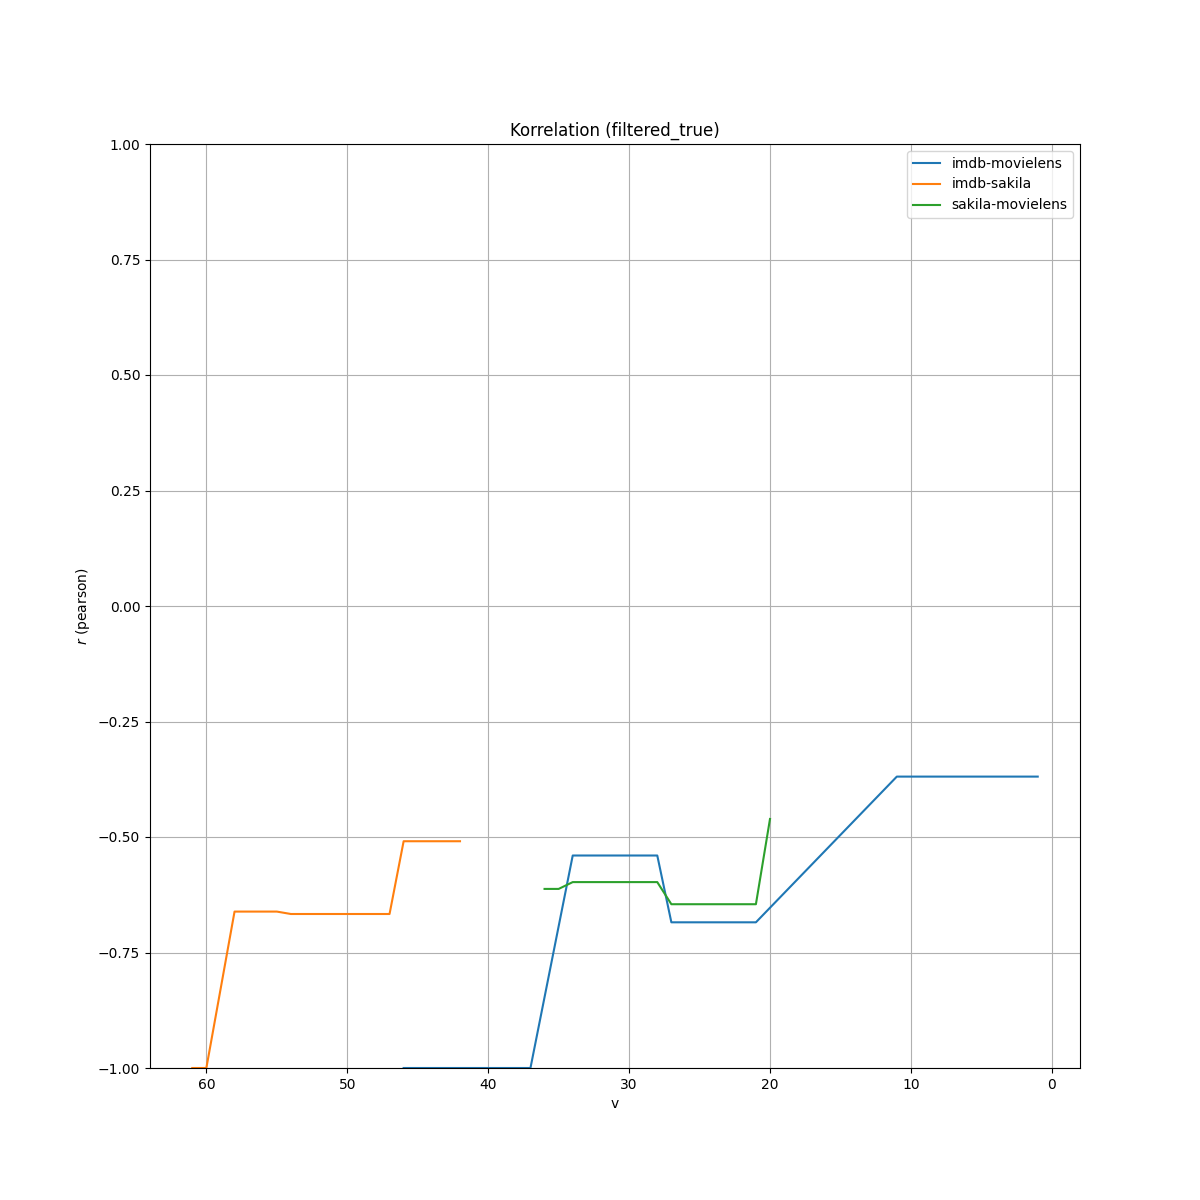 Korrelation (filtered_true)
imdb-movielens
imdb-sakila
sakila-movielens
1.00
0.75
0.50
0.25
0.00
−0.25
−0.50
−0.75
−1.00
r (pearson)
60 50 40 30 20 10 0
v